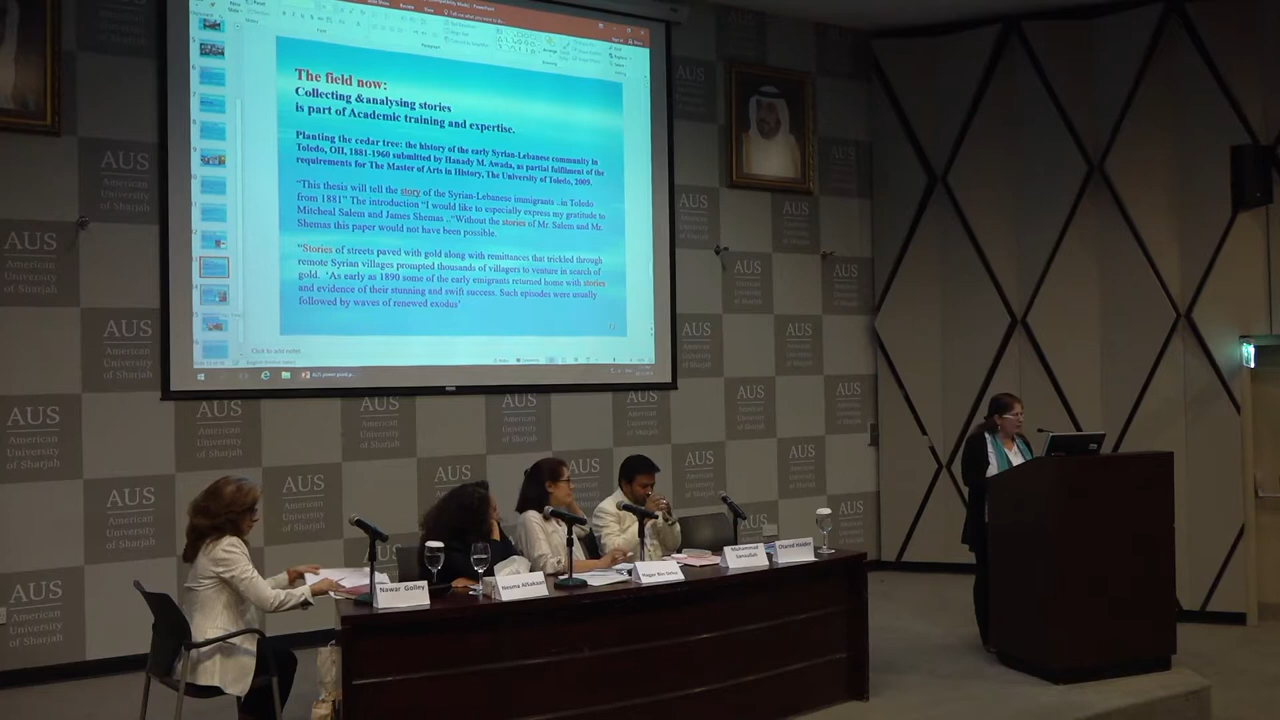 The field now:
Collecting &analysing stories
is part of Academic training and expertise.
Planting the cedar tree: the history of the early Syrian-Lebanese community in
Toledo, OH, 1881-1960 submitted by Hanady M. Awada, as partial fulfilment of the
requirements for The Master of Arts in History, The University of Toledo, 2009.
“This thesis will tell the story of the Syrian-Lebanese immigrants ..in Toledo
from 1881” The introduction “I would like to especially express my gratitude to
Mitcheal Salem and James Shemas ..“Without the stories of Mr. Salem and Mr.
Shemas this paper would not have been possible.
“Stories of streets paved with gold along with remittances that trickled through
remote Syrian villages prompted thousands of villagers to venture in search of
gold. ‘As early as 1890 some of the early emigrants returned home with stories
and evidence of their stunning and swift success. Such episodes were usually
followed by waves of renewed exodus’
Click to add notes
AUS
American
University
of Sharjah
Nawar Golley
Nesma AlSakaan
Muhammad
Sanaullah
Otared Haidar